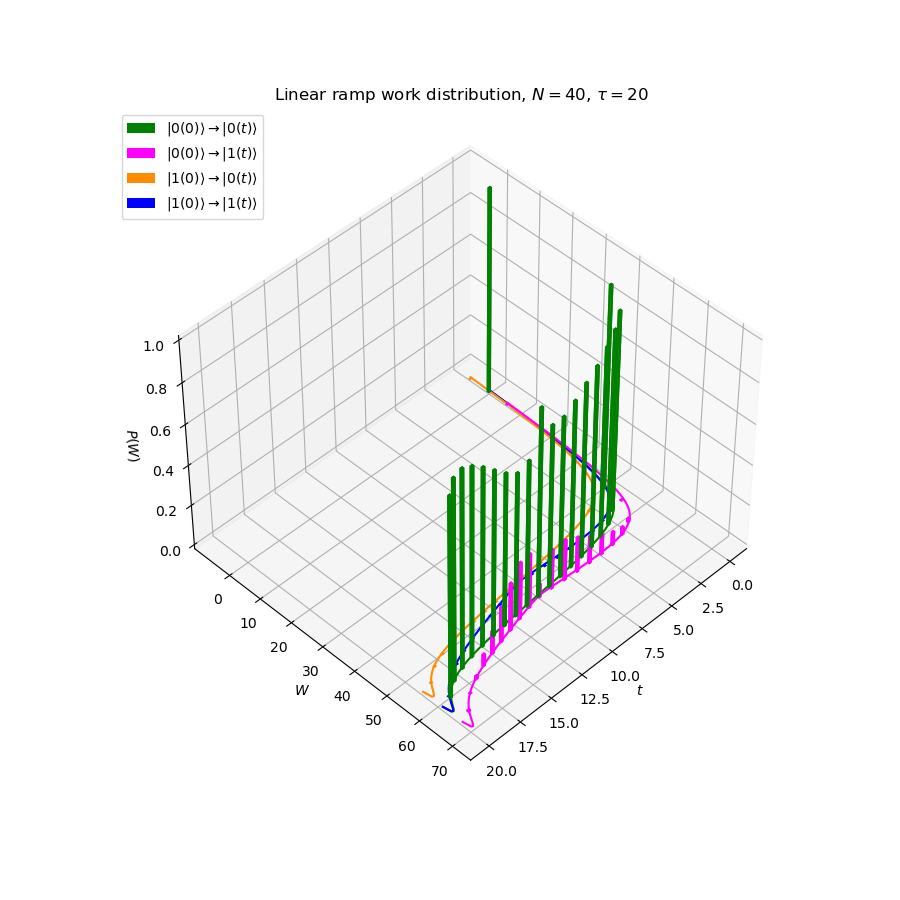 Linear ramp work distribution, $N = 40$, $\tau = 20$
|0(0)⟩ → |0(t)⟩
|0(0)⟩ → |1(t)⟩
|1(0)⟩ → |0(t)⟩
|1(0)⟩ → |1(t)⟩
1.0
0.8
0.6
0.4
0.2
0.0
P(W)
0
10
20
30
40
50
60
70
W
0.0
2.5
5.0
7.5
10.0
12.5
15.0
17.5
20.0
t